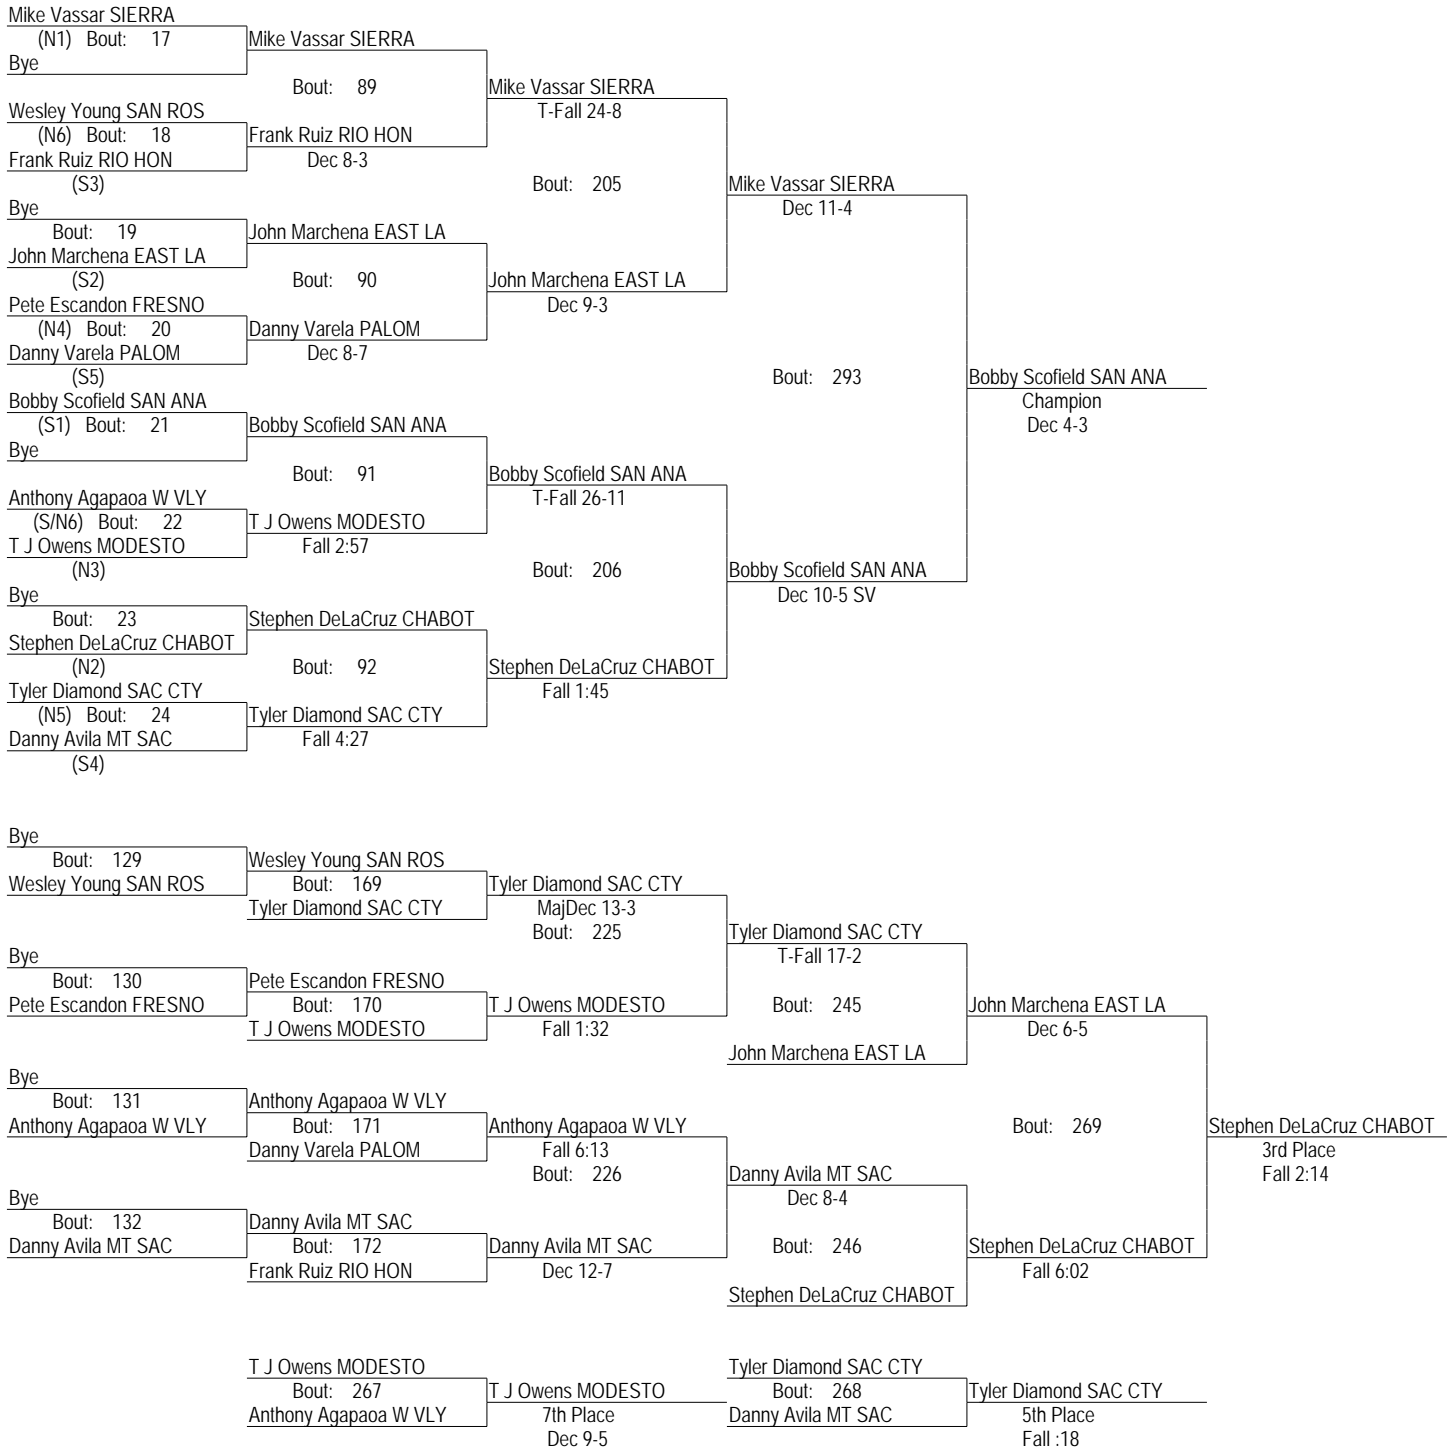 Mike Vassar SIERRA
(N1) Bout: 17 Mike Vassar SIERRA
Bye
Bout: 89 Mike Vassar SIERRA
Wesley Young SAN ROS T-Fall 24-8
(N6) Bout: 18 Frank Ruiz RIO HON
Frank Ruiz RIO HON Dec 8-3
(S3) Bout: 205 Mike Vassar SIERRA
Bye Dec 11-4
Bout: 19 John Marchena EAST LA
John Marchena EAST LA
(S2) Bout: 90 John Marchena EAST LA
Pete Escandon FRESNO Dec 9-3
(N4) Bout: 20 Danny Varela PALOM
Danny Varela PALOM Dec 8-7
(S5) Bout: 293 Bobby Scofield SAN ANA
Bobby Scofield SAN ANA Champion
(S1) Bout: 21 Bobby Scofield SAN ANA Dec 4-3
Bye
Bout: 91 Bobby Scofield SAN ANA
Anthony Agapaoa W VLY T-Fall 26-11
(S/N6) Bout: 22 T J Owens MODESTO
T J Owens MODESTO Fall 2:57
(N3) Bout: 206 Bobby Scofield SAN ANA
Bye Dec 10-5 SV
Bout: 23 Stephen DeLaCruz CHABOT
Stephen DeLaCruz CHABOT
(N2) Bout: 92 Stephen DeLaCruz CHABOT
Tyler Diamond SAC CTY Fall 1:45
(N5) Bout: 24 Tyler Diamond SAC CTY
Danny Avila MT SAC Fall 4:27
(S4)
Bye
Bout: 129 Wesley Young SAN ROS
Wesley Young SAN ROS Bout: 169 Tyler Diamond SAC CTY
Tyler Diamond SAC CTY MajDec 13-3
Bout: 225 Tyler Diamond SAC CTY
Bye T-Fall 17-2
Bout: 130 Pete Escandon FRESNO
Pete Escandon FRESNO Bout: 170 T J Owens MODESTO Bout: 245 John Marchena EAST LA
T J Owens MODESTO Fall 1:32 Dec 6-5
John Marchena EAST LA
Bye
Bout: 131 Anthony Agapaoa W VLY
Anthony Agapaoa W VLY Bout: 171 Anthony Agapaoa W VLY Bout: 269 Stephen DeLaCruz CHABOT
Danny Varela PALOM Fall 6:13 3rd Place
Bout: 226 Danny Avila MT SAC Fall 2:14
Bye Dec 8-4
Bout: 132 Danny Avila MT SAC
Danny Avila MT SAC Bout: 172 Danny Avila MT SAC Bout: 246 Stephen DeLaCruz CHABOT
Frank Ruiz RIO HON Dec 12-7 Fall 6:02
Stephen DeLaCruz CHABOT
T J Owens MODESTO Tyler Diamond SAC CTY
Bout: 267 T J Owens MODESTO Bout: 268 Tyler Diamond SAC CTY
Anthony Agapaoa W VLY 7th Place Danny Avila MT SAC 5th Place
Dec 9-5 Fall :18